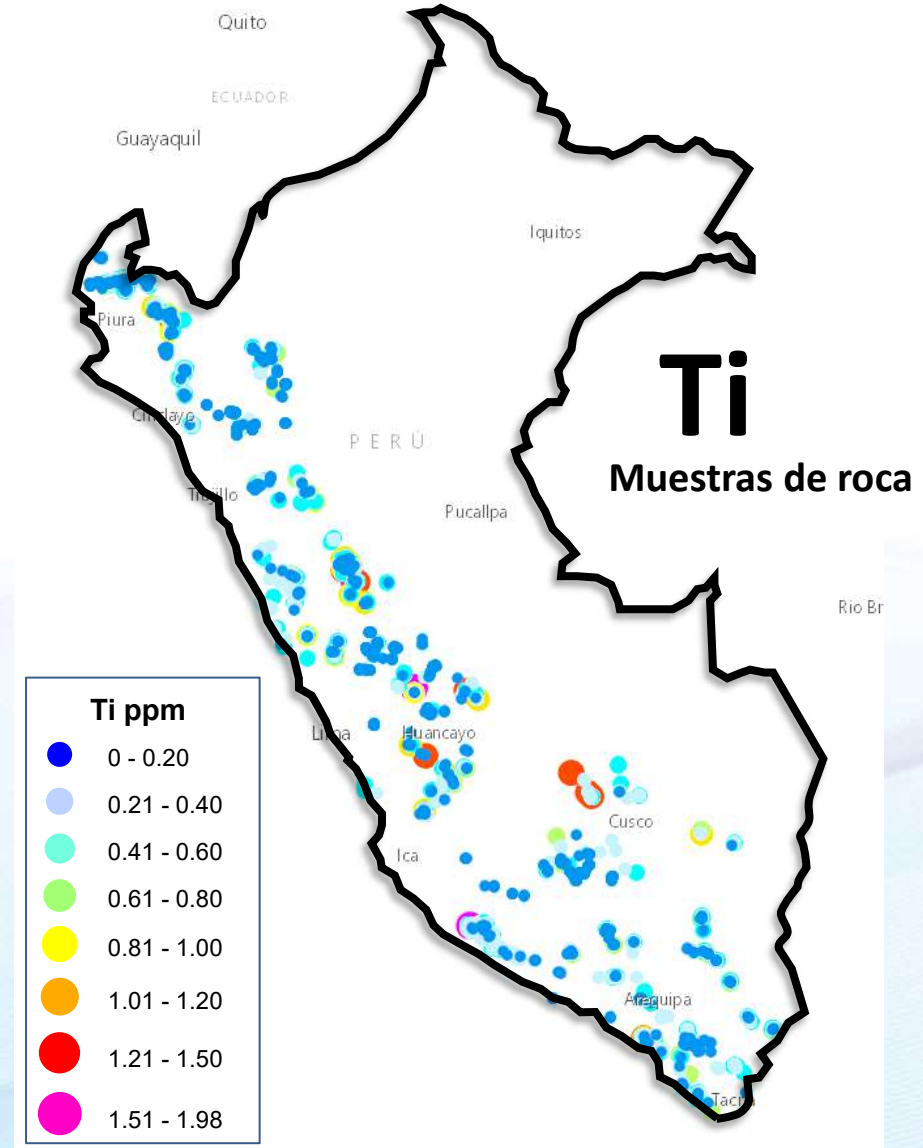 Quito
ECUADOR
Guayaquil
Iquitos
Piura
Ti
Muestras de roca
Chiclayo
PERÚ
Trujillo
Pucallpa
Rio Br
Ti ppm
0 - 0.20
0.21 - 0.40
0.41 - 0.60
0.61 - 0.80
0.81 - 1.00
1.01 - 1.20
1.21 - 1.50
1.51 - 1.98
Lima
Huancayo
Cusco
Ica
Arequipa
Tacna